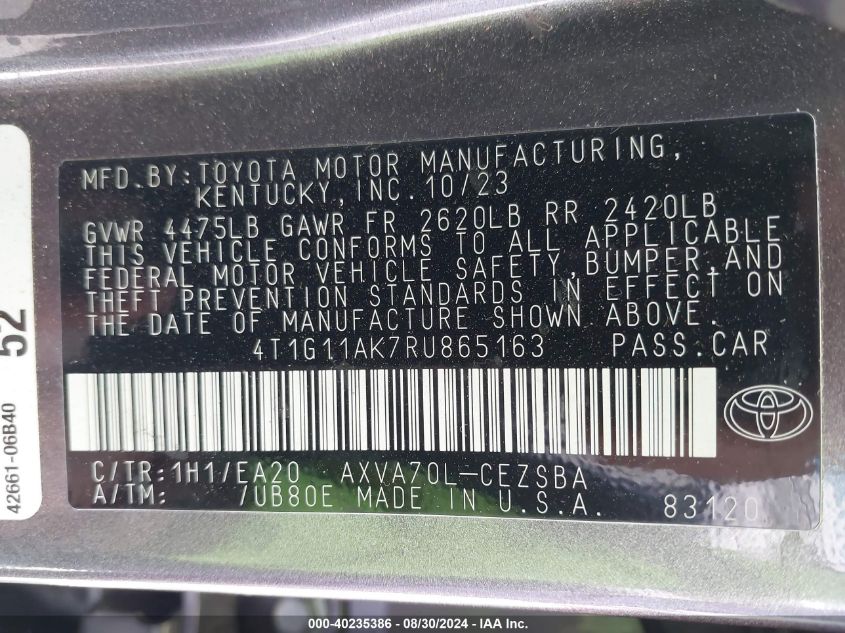 MFD.BY:TOYOTA MOTOR MANUFACTURING,
KENTUCKY,INC.10/23
GVWR 4475LB GAWR FR 2620LB RR 2420LB
THIS VEHICLE CONFORMS TO ALL APPLICABLE
FEDERAL MOTOR VEHICLE SAFETY,BUMPER,AND
THEFT PREVENTION STANDARDS IN EFFECT ON
THE DATE OF MANUFACTURE SHOWN ABOVE.
4T1G11AK7RU865163 PASS.CAR
C/TR:1H1/EA20 AXVA70L-CEZSBA
A/TM: /UB80E MADE IN U.S.A. 83120
52
42661-06B40
000-40235386 - 08/30/2024 - IAAI.com